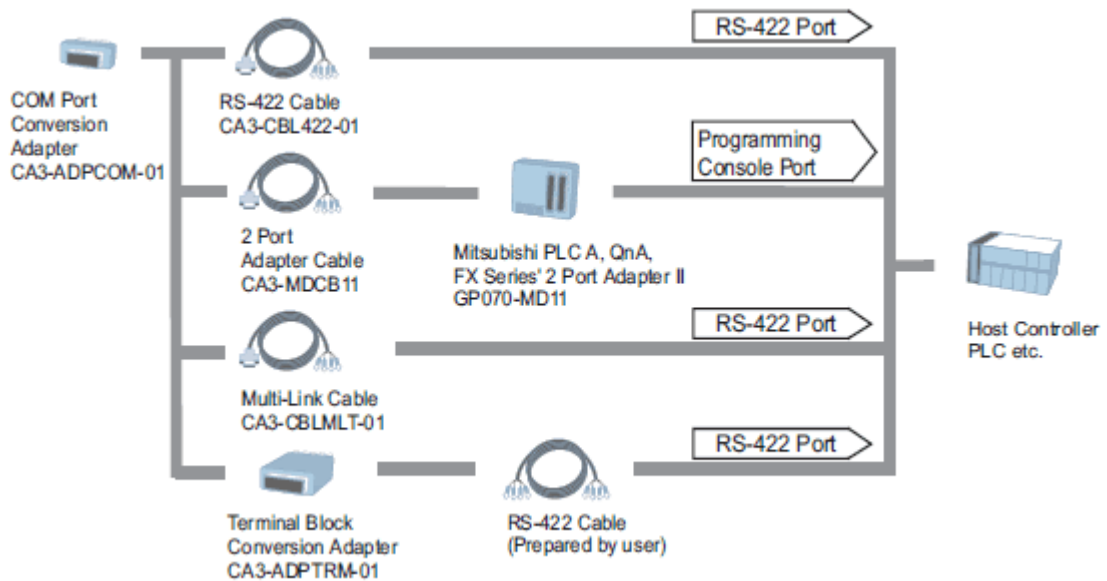 RS-422 Port
COM Port
Conversion
Adapter
CA3-ADPCOM-01
RS-422 Cable
CA3-CBL422-01
Programming
Console Port
2 Port
Adapter Cable
CA3-MDCB11
Mitsubishi PLC A, QnA,
FX Series' 2 Port Adapter II
GP070-MD11
RS-422 Port
Host Controller
PLC etc.
Multi-Link Cable
CA3-CBLMLT-01
RS-422 Port
Terminal Block
Conversion Adapter
CA3-ADPTRM-01
RS-422 Cable
(Prepared by user)